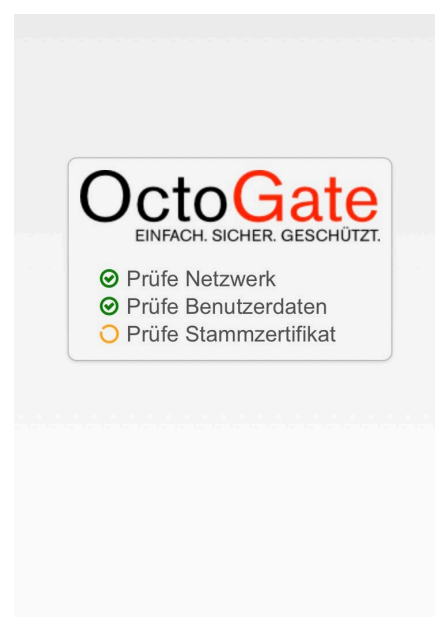 OctoGate
EINFACH. SICHER. GESCHÜTZT.
Prüfe Netzwerk
Prüfe Benutzerdaten
Prüfe Stammzertifikat